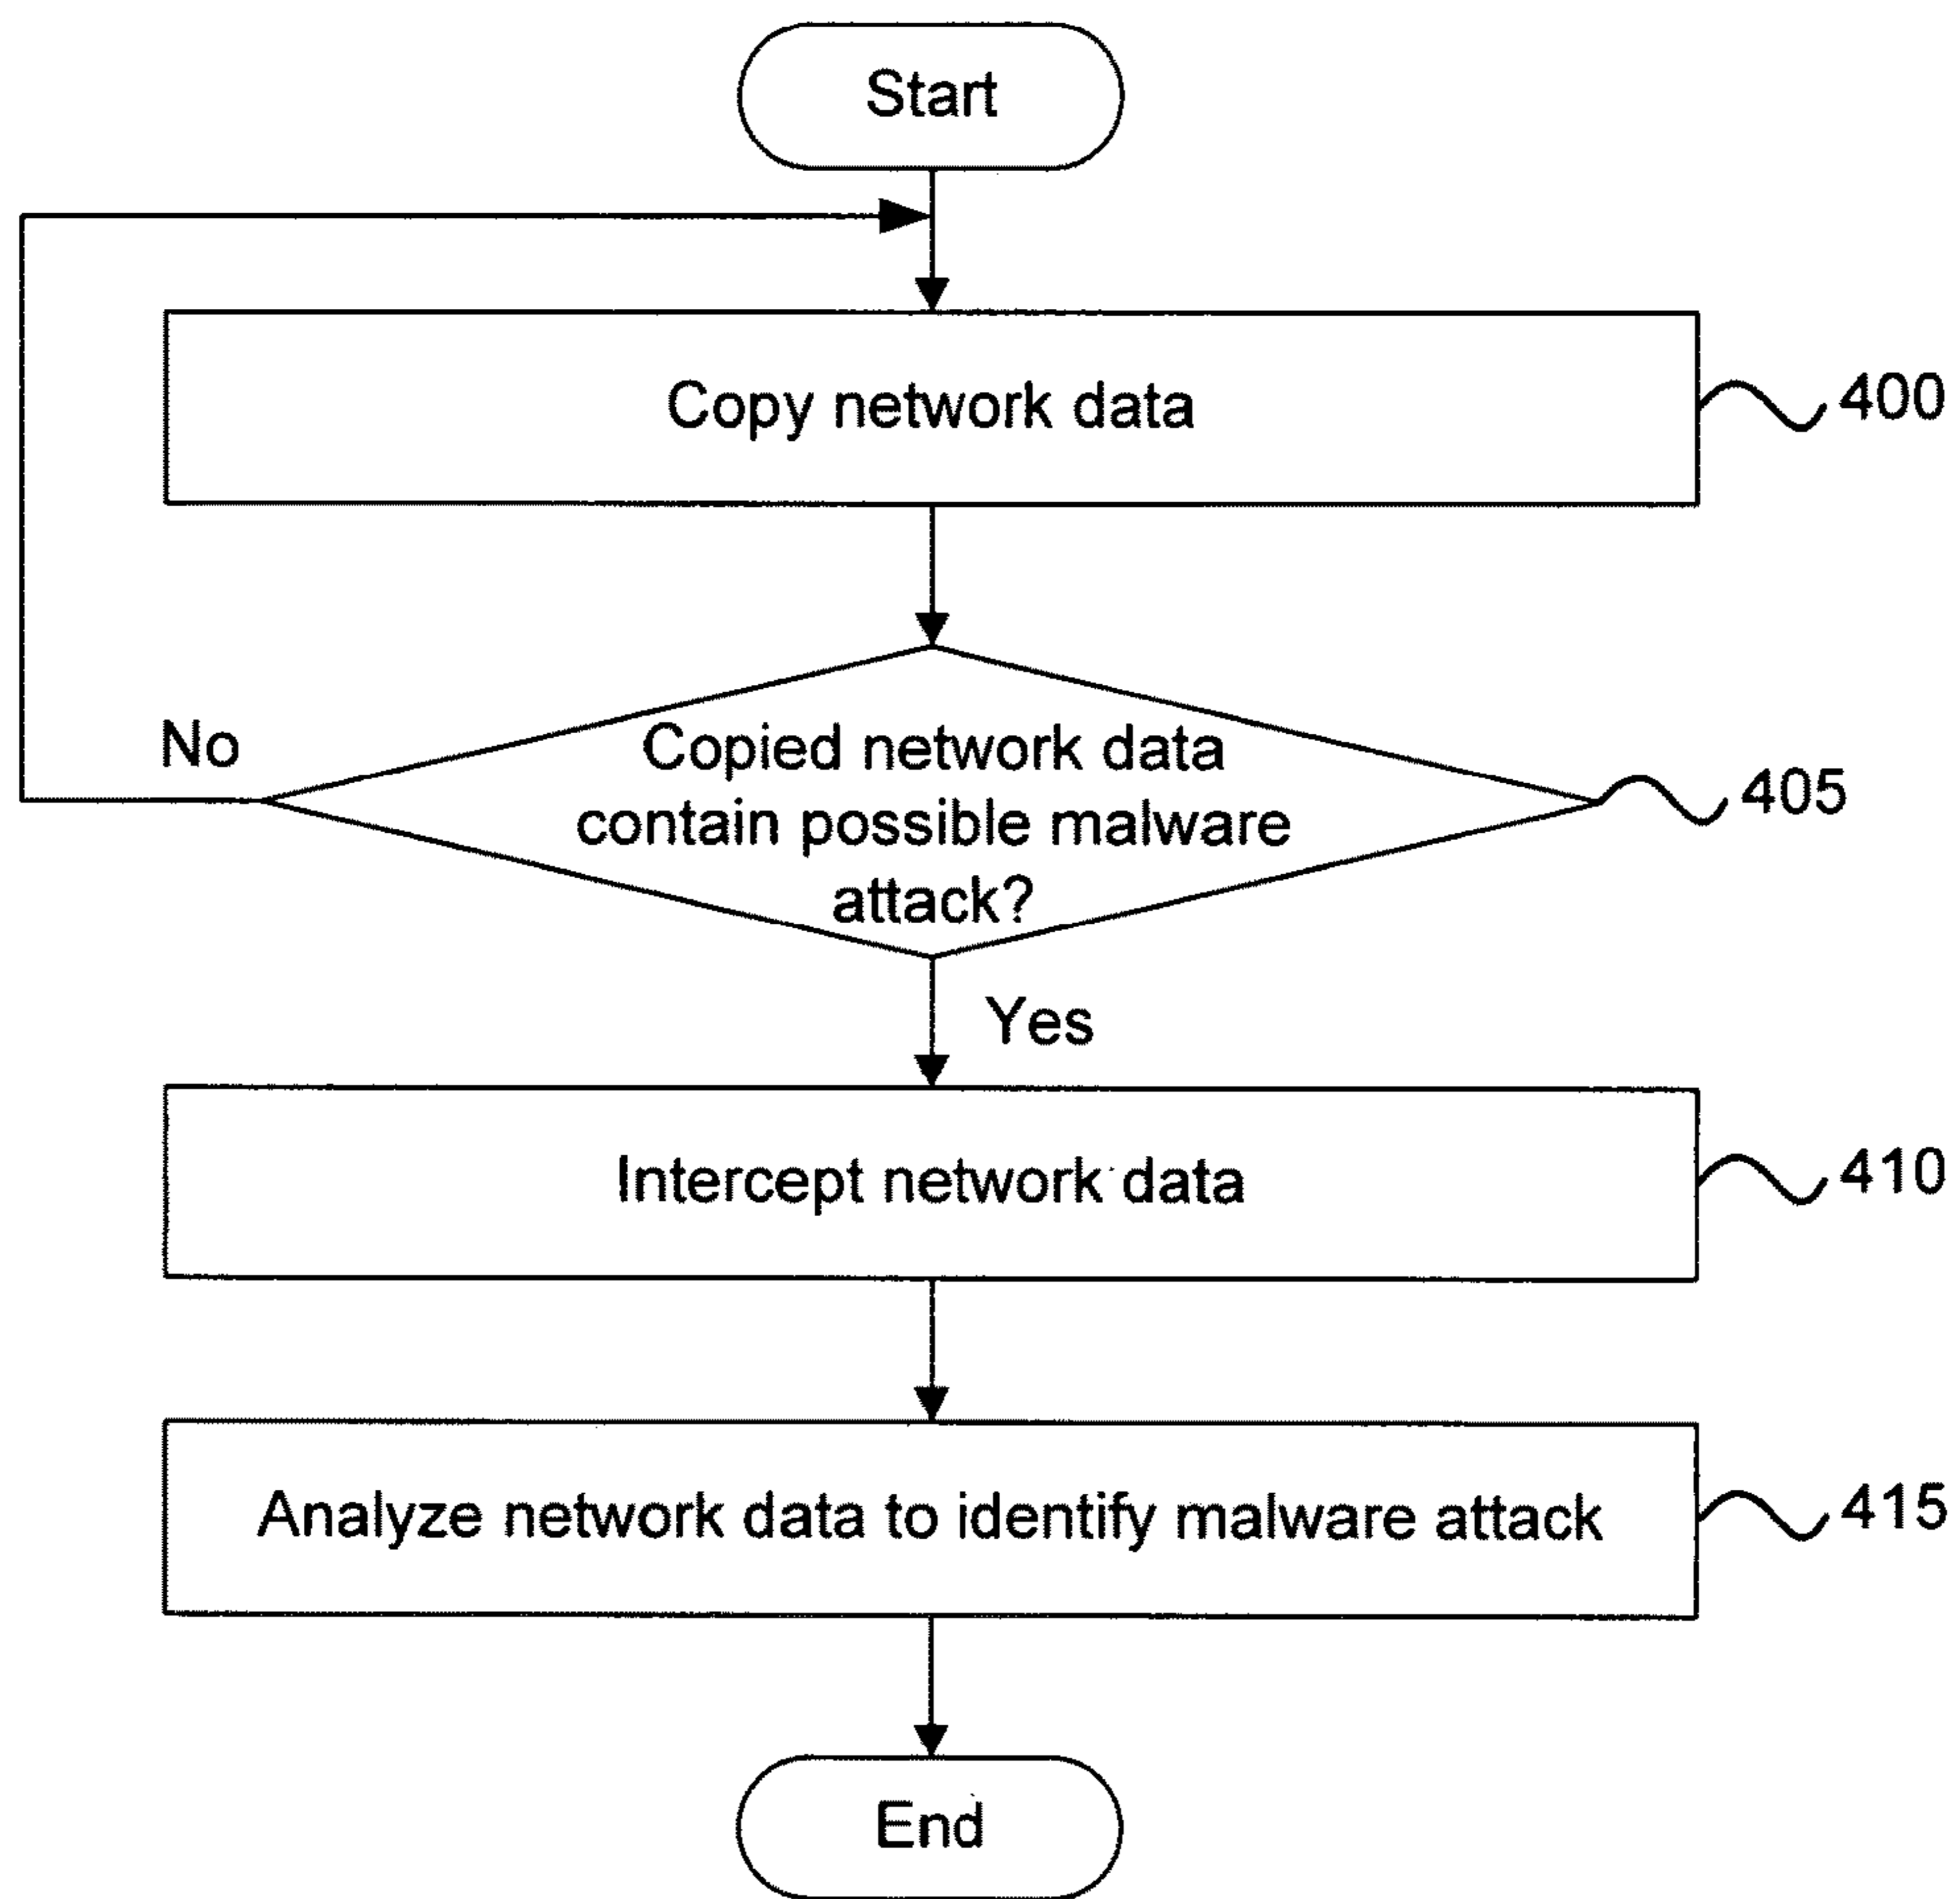 Start
Copy network data
400
No
Copied network data
contain possible malware
attack?
405
Yes
Intercept network data
410
Analyze network data to identify malware attack
415
End